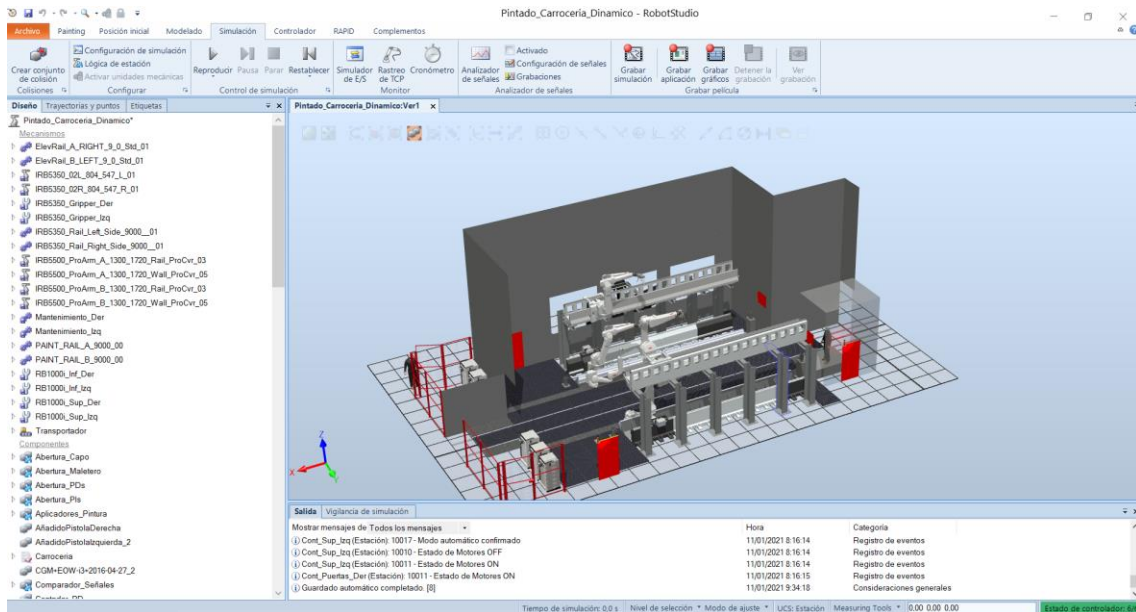 Pintado_Carroceria_Dinamico - RobotStudio
Archivo Painting Posición inicial Modelado Simulación Controlador RAPID Complementos
Crear conjunto de colisión
Colisiones
Configuración de simulación
Lógica de estación
Activar unidades mecánicas
Configurar
Reproducir Pausa Parar Restablecer
Control de simulación
Simulador de E/S
Rastreo de TCP
Cronómetro
Monitor
Analizador de señales
Activado
Configuración de señales
Grabaciones
Analizador de señales
Grabar simulación
Grabar aplicación
Grabar gráficos
Detener la grabación
Ver grabación
Grabar película
Diseño Trayectorias y puntos Etiquetas
Pintado_Carroceria_Dinamico*
Mecanismos
ElevRail_A_RIGHT_9_0_Std_01
ElevRail_B_LEFT_9_0_Std_01
IRB5350_02L_804_547_L_01
IRB5350_02R_804_547_R_01
IRB5350_Gripper_Der
IRB5350_Gripper_Izq
IRB5350_Rail_Left_Side_9000__01
IRB5350_Rail_Right_Side_9000__01
IRB5500_ProArm_A_1300_1720_Rail_ProCvr_03
IRB5500_ProArm_A_1300_1720_Wall_ProCvr_05
IRB5500_ProArm_B_1300_1720_Rail_ProCvr_03
IRB5500_ProArm_B_1300_1720_Wall_ProCvr_05
Mantenimiento_Der
Mantenimiento_Izq
PAINT_RAIL_A_9000_00
PAINT_RAIL_B_9000_00
RB1000i_Inf_Der
RB1000i_Inf_Izq
RB1000i_Sup_Der
RB1000i_Sup_Izq
Transportador
Componentes
Abertura_Capo
Abertura_Maletero
Abertura_PDs
Abertura_PIs
Aplicadores_Pintura
AñadidoPistolaDerecha
AñadidoPistolaIzquierda_2
Carroceria
CGM+EOW-i3+2016-04-27_2
Comparador_Señales
Pintado_Carroceria_Dinamico:Ver1 x
Z
X
Y
Salida Vigilancia de simulación
Mostrar mensajes de Todos los mensajes Hora Categoría
Cont_Sup_Izq (Estación): 10017 - Modo automático confirmado 11/01/2021 8:16:14 Registro de eventos
Cont_Sup_Izq (Estación): 10010 - Estado de Motores OFF 11/01/2021 8:16:14 Registro de eventos
Cont_Sup_Izq (Estación): 10011 - Estado de Motores ON 11/01/2021 8:16:14 Registro de eventos
Cont_Puertas_Der (Estación): 10011 - Estado de Motores ON 11/01/2021 8:16:15 Registro de eventos
Guardado automático completado. [8] 11/01/2021 9:34:18 Consideraciones generales
Tiempo de simulación: 0,0 s Nivel de selección Modo de ajuste UCS: Estación Measuring Tools 0.00 0.00 0.00 Estado de controlador: